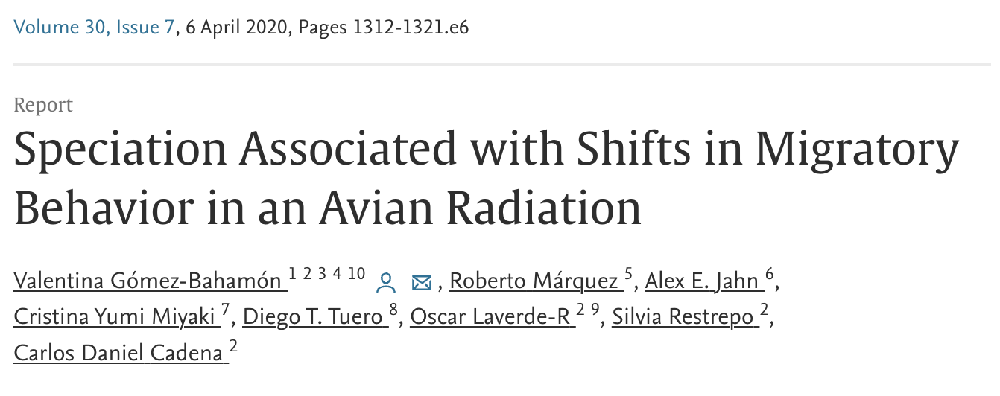 Volume 30, Issue 7, 6 April 2020, Pages 1312-1321.e6
Report
Speciation Associated with Shifts in Migratory
Behavior in an Avian Radiation
Valentina Gómez-Bahamón 1 2 3 4 10, Roberto Márquez 5, Alex E. Jahn 6,
Cristina Yumi Miyaki 7, Diego T. Tuero 8, Oscar Laverde-R 2 9, Silvia Restrepo 2,
Carlos Daniel Cadena 2